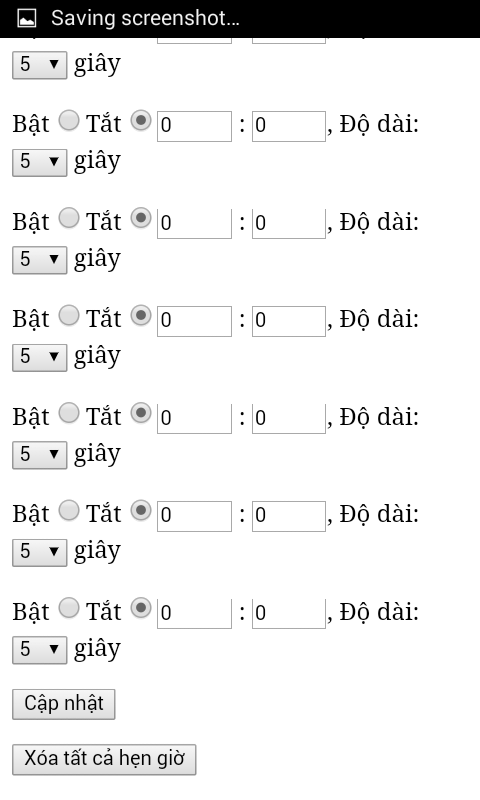 Saving screenshot...
5 giây
Bật Tắt 0 : 0 , Độ dài:
5 giây
Bật Tắt 0 : 0 , Độ dài:
5 giây
Bật Tắt 0 : 0 , Độ dài:
5 giây
Bật Tắt 0 : 0 , Độ dài:
5 giây
Bật Tắt 0 : 0 , Độ dài:
5 giây
Bật Tắt 0 : 0 , Độ dài:
5 giây
Cập nhật
Xóa tất cả hẹn giờ